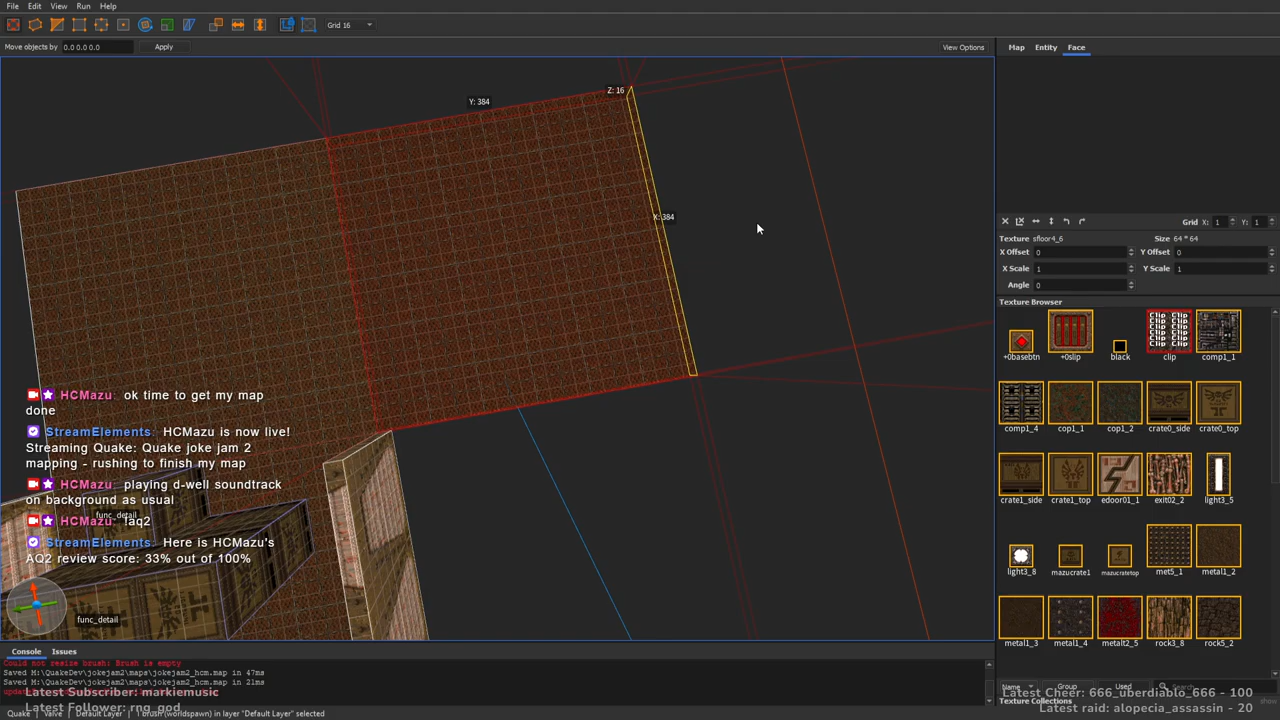 File Edit View Run Help
Grid 16
Move objects by 0.0 0.0 0.0 Apply View Options
Map Entity Face
Z: 16
Y: 384
X: 384
Grid X: 1 Y: 1
Texture sfloor4_6 Size 64 * 64
X Offset 0 Y Offset 0
X Scale 1 Y Scale 1
Angle 0
Texture Browser
+0basebtn +0slip black clip comp1_1
comp1_4 cop1_1 cop1_2 crate0_side crate0_top
crate1_side crate1_top edoor01_1 exit02_2 light3_5
light3_8 mazucrate1 mazucratetop met5_1 metal1_2
metal1_3 metal1_4 metalt2_5 rock3_8 rock5_2
Name Group Used Search
Texture Collections
HCMazu: ok time to get my map
done
StreamElements: HCMazu is now live!
Streaming Quake: Quake joke jam 2
mapping - rushing to finish my map
HCMazu: playing d-well soundtrack
on background as usual
func_detail
HCMazu: !aq2
StreamElements: Here is HCMazu's
AQ2 review score: 33% out of 100%
func_detail
Console Issues
Could not resize brush: Brush is empty
Saved M:\QuakeDev\jokejam2\maps\jokejam2_hcm.map in 47ms
Saved M:\QuakeDev\jokejam2\maps\jokejam2_hcm.map in 21ms
Latest Subscriber: markiemusic
Latest Follower: rng_god
Latest Cheer: 666_uberdiablo_666 - 100
Latest raid: alopecia_assassin - 20
Quake Valve Default Layer 1 brush (worldspawn) in layer "Default Layer" selected